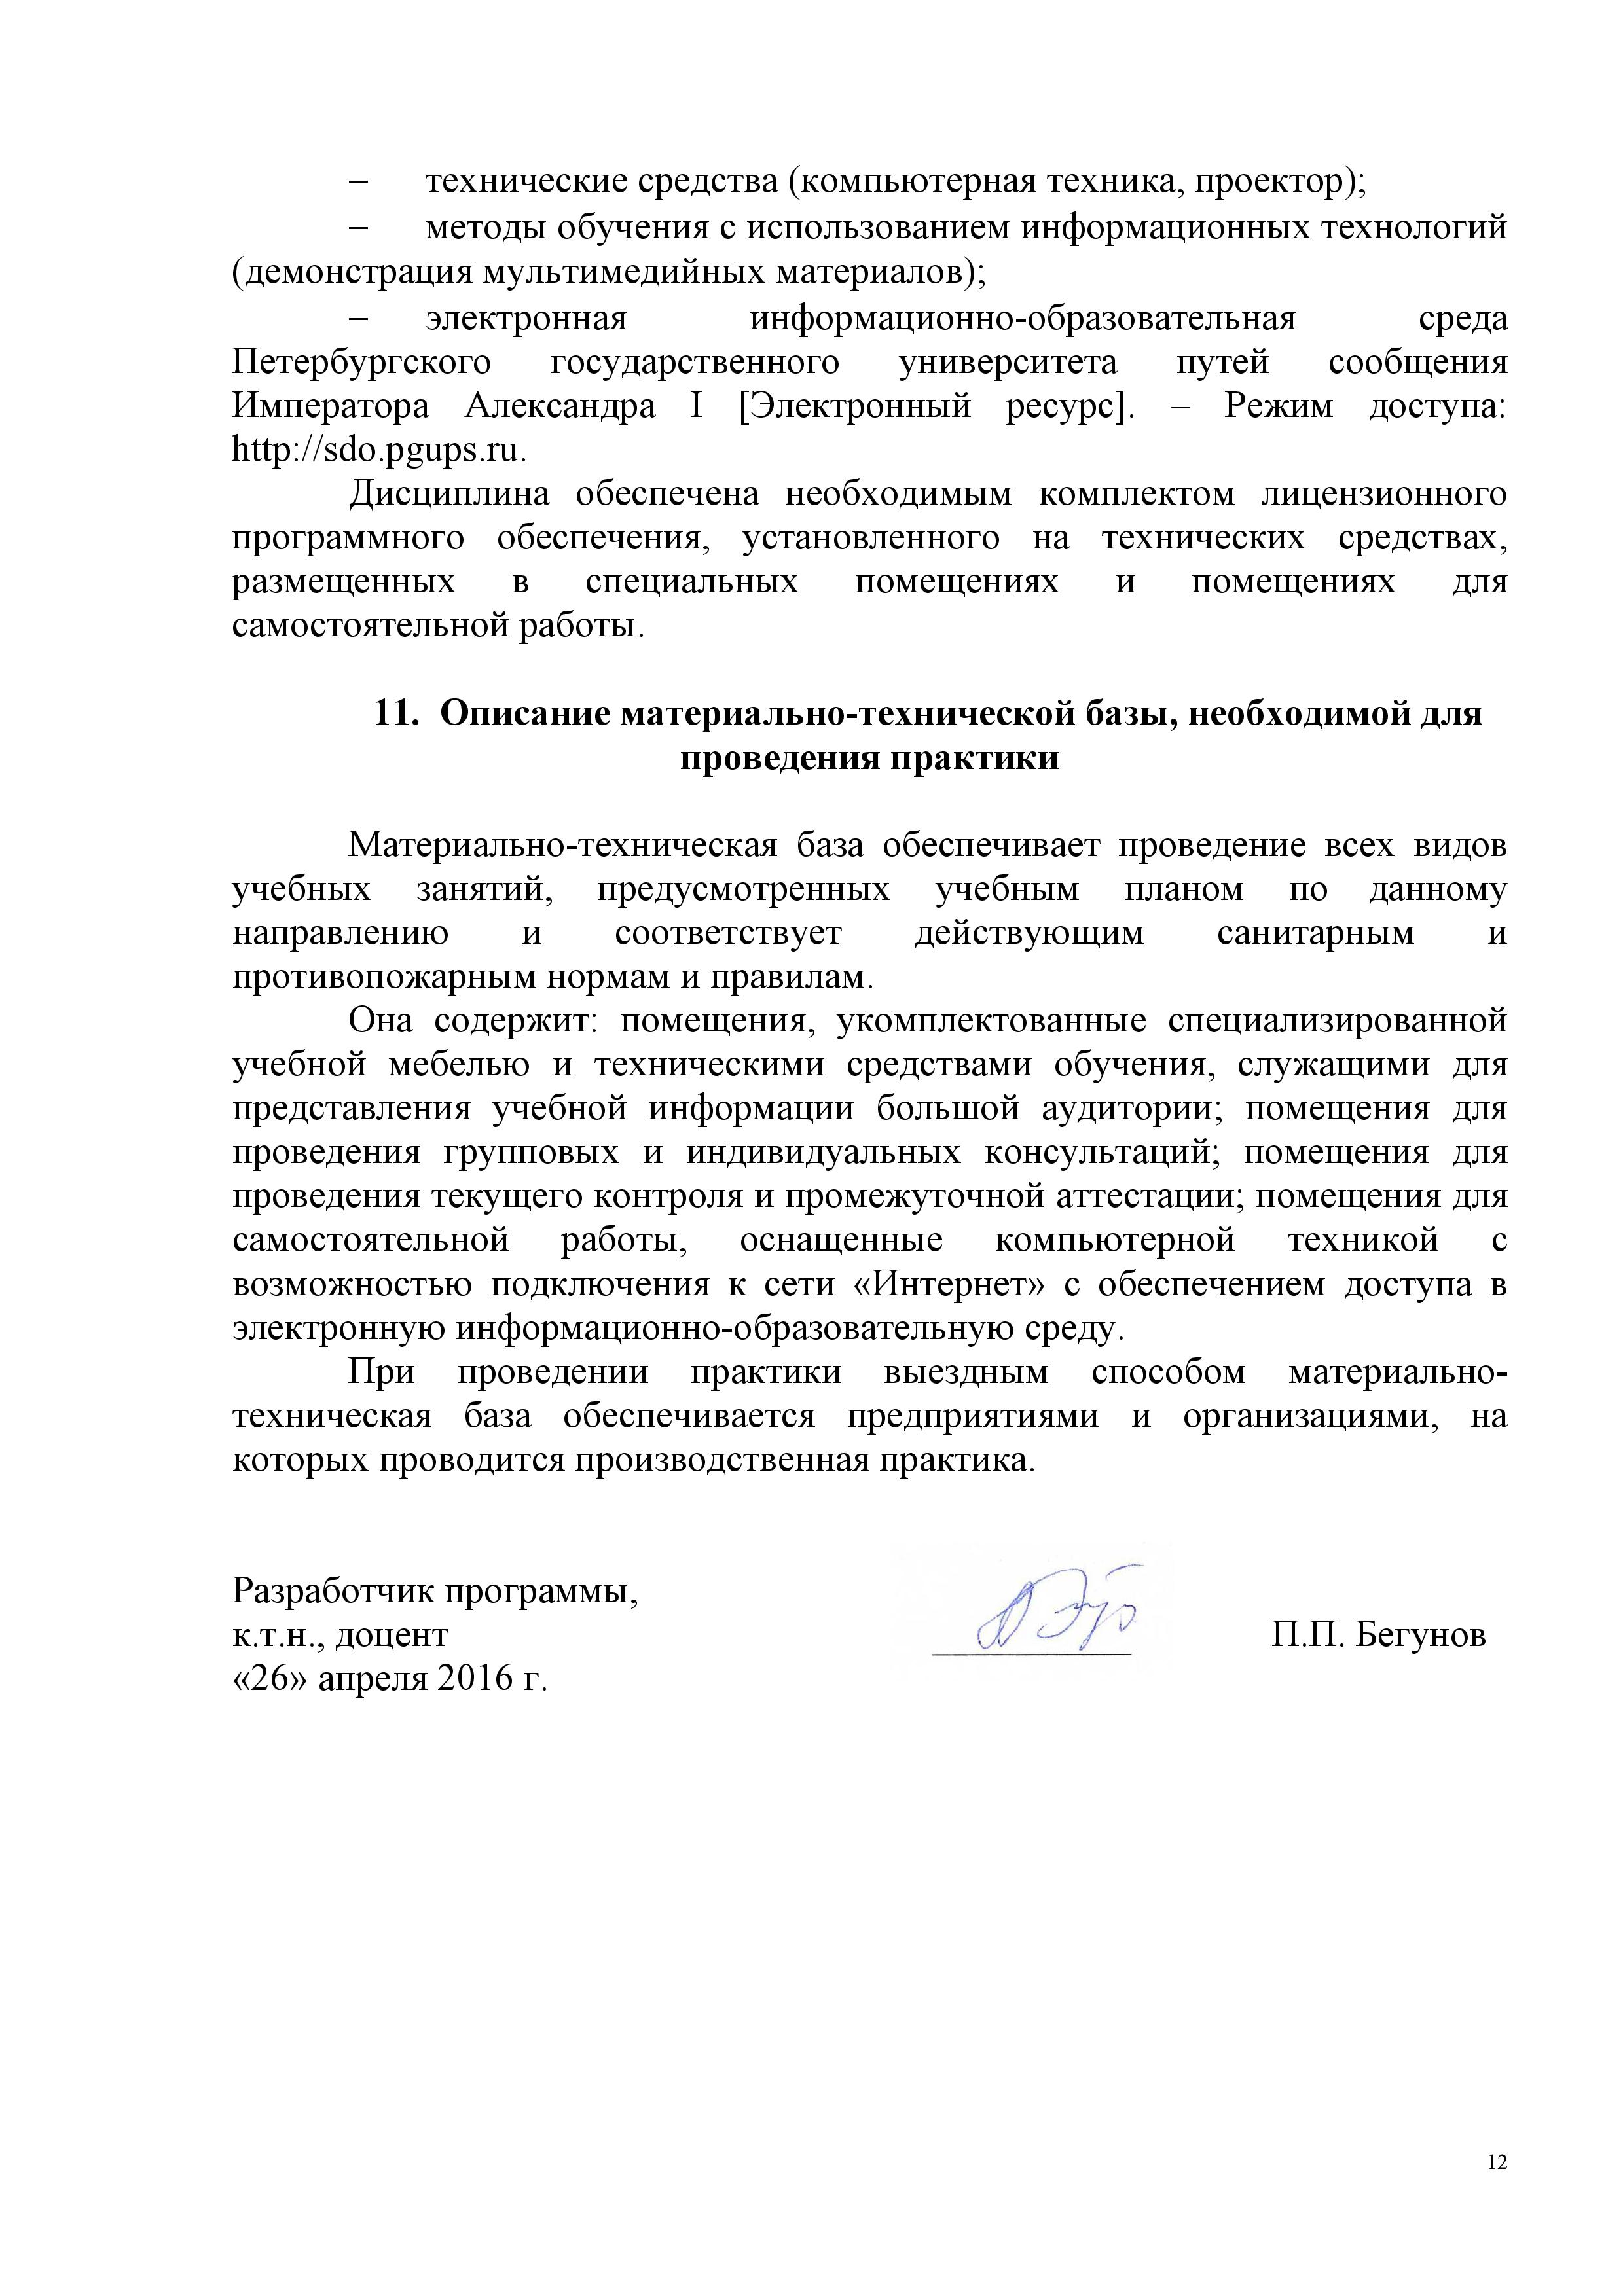 – технические средства (компьютерная техника, проектор);
– методы обучения с использованием информационных технологий
(демонстрация мультимедийных материалов);
– электронная информационно-образовательная среда
Петербургского государственного университета путей сообщения
Императора Александра I [Электронный ресурс]. – Режим доступа:
http://sdo.pgups.ru.
Дисциплина обеспечена необходимым комплектом лицензионного
программного обеспечения, установленного на технических средствах,
размещенных в специальных помещениях и помещениях для
самостоятельной работы.
11. Описание материально-технической базы, необходимой для
проведения практики
Материально-техническая база обеспечивает проведение всех видов
учебных занятий, предусмотренных учебным планом по данному
направлению и соответствует действующим санитарным и
противопожарным нормам и правилам.
Она содержит: помещения, укомплектованные специализированной
учебной мебелью и техническими средствами обучения, служащими для
представления учебной информации большой аудитории; помещения для
проведения групповых и индивидуальных консультаций; помещения для
проведения текущего контроля и промежуточной аттестации; помещения для
самостоятельной работы, оснащенные компьютерной техникой с
возможностью подключения к сети «Интернет» с обеспечением доступа в
электронную информационно-образовательную среду.
При проведении практики выездным способом материально-
техническая база обеспечивается предприятиями и организациями, на
которых проводится производственная практика.
Разработчик программы,
к.т.н., доцент П.П. Бегунов
«26» апреля 2016 г.
12